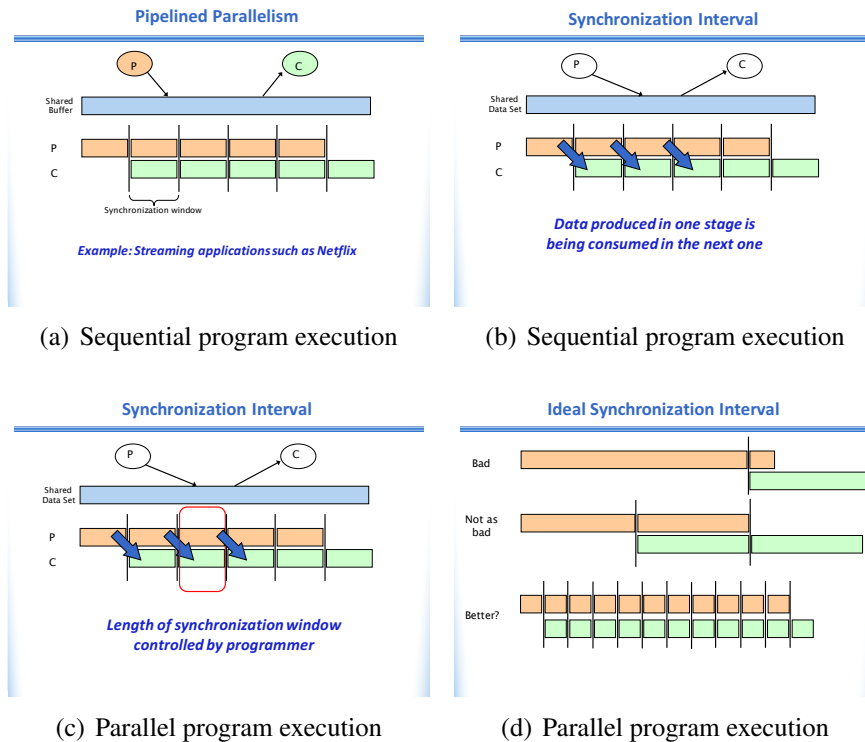 Pipelined Parallelism
P
C
Shared
Buffer
P
C
Synchronization window
Example: Streaming applications such as Netflix
(a) Sequential program execution
Synchronization Interval
P
C
Shared
Data Set
P
C
Data produced in one stage is
being consumed in the next one
(b) Sequential program execution
Synchronization Interval
P
C
Shared
Data Set
P
C
Length of synchronization window
controlled by programmer
(c) Parallel program execution
Ideal Synchronization Interval
Bad
Not as
bad
Better?
(d) Parallel program execution